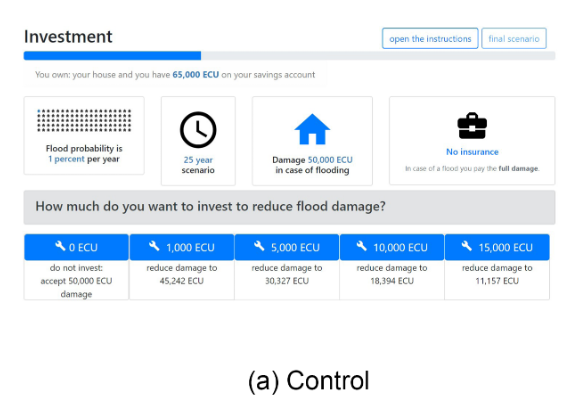 Investment
open the instructions
final scenario
You own: your house and you have 65,000 ECU on your savings account
Flood probability is
1 percent per year
25 year
scenario
Damage 50,000 ECU
in case of flooding
No insurance
In case of a flood you pay the full damage.
How much do you want to invest to reduce flood damage?
0 ECU
do not invest:
accept 50,000 ECU
damage
1,000 ECU
reduce damage to
45,242 ECU
5,000 ECU
reduce damage to
30,327 ECU
10,000 ECU
reduce damage to
18,394 ECU
15,000 ECU
reduce damage to
11,157 ECU
(a) Control